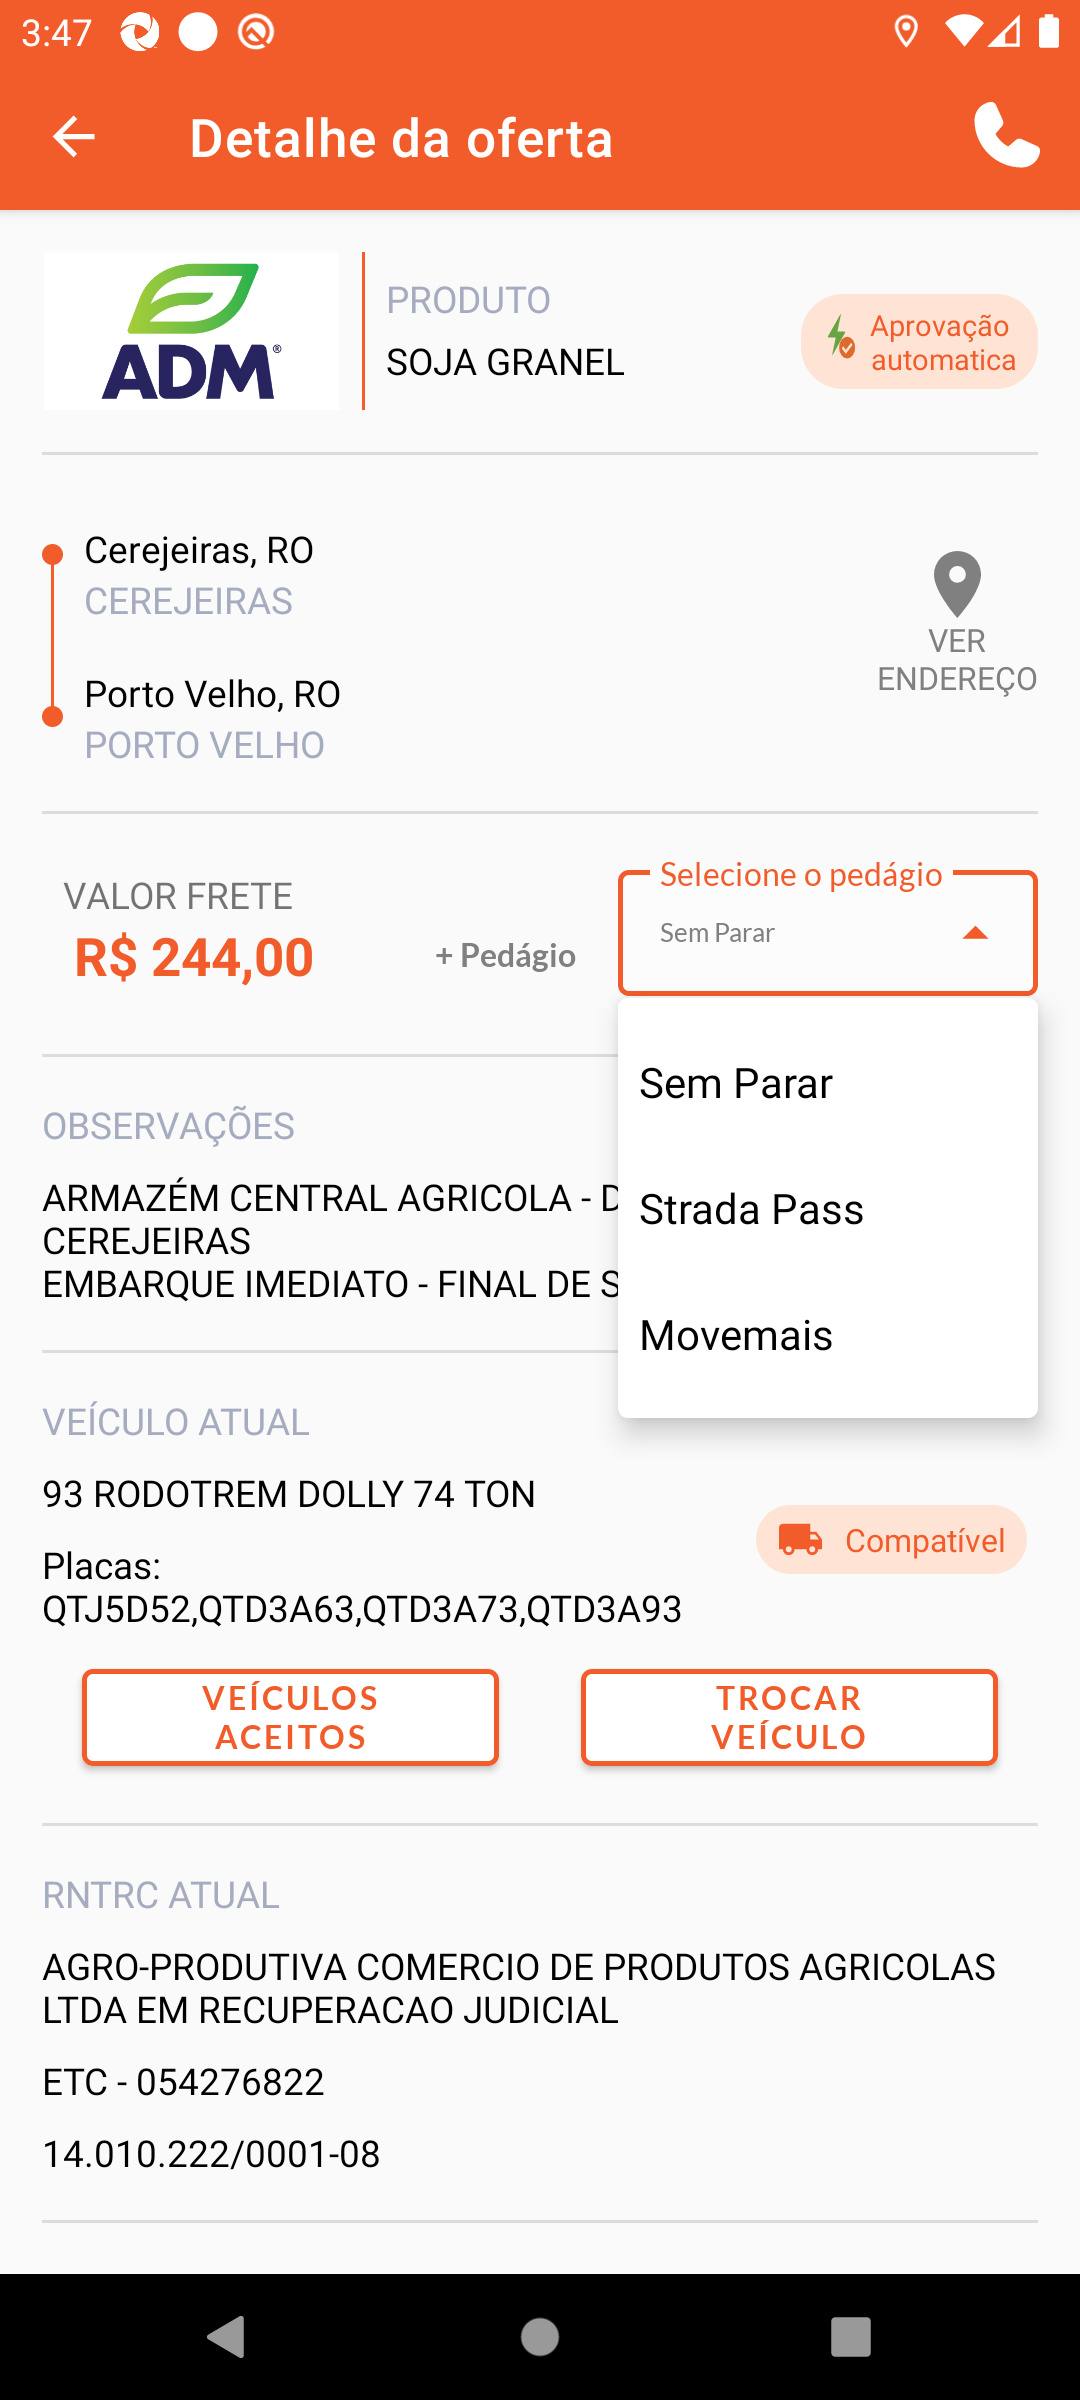 3:47
Detalhe da oferta
ADM®
PRODUTO
SOJA GRANEL
Aprovação
automatica
Cerejeiras, RO
CEREJEIRAS
VER
ENDEREÇO
Porto Velho, RO
PORTO VELHO
VALOR FRETE
R$ 244,00
+ Pedágio
Selecione o pedágio
Sem Parar
Sem Parar
Strada Pass
Movemais
OBSERVAÇÕES
ARMAZÉM CENTRAL AGRICOLA -
CEREJEIRAS
EMBARQUE IMEDIATO - FINAL DE
VEÍCULO ATUAL
93 RODOTREM DOLLY 74 TON
Compatível
Placas:
QTJ5D52,QTD3A63,QTD3A73,QTD3A93
VEÍCULOS
ACEITOS
TROCAR
VEÍCULO
RNTRC ATUAL
AGRO-PRODUTIVA COMERCIO DE PRODUTOS AGRICOLAS
LTDA EM RECUPERACAO JUDICIAL
ETC - 054276822
14.010.222/0001-08